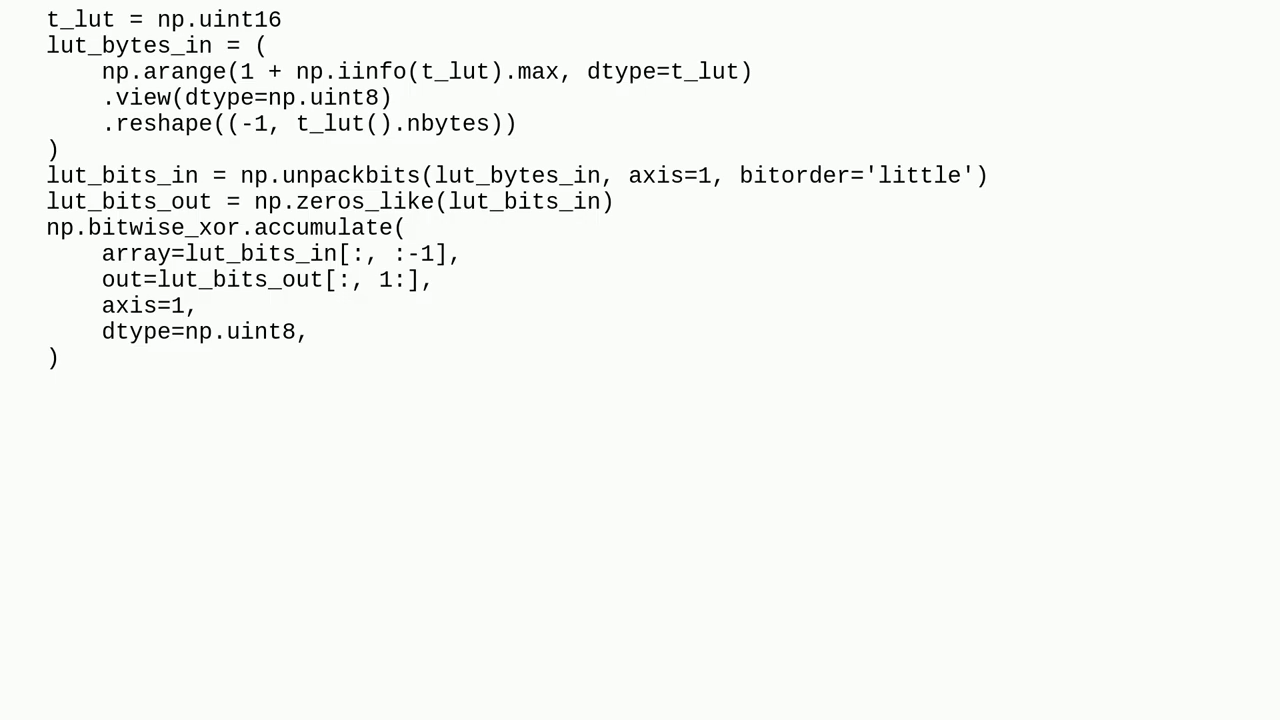 t_lut = np.uint16
lut_bytes_in = (
    np.arange(1 + np.iinfo(t_lut).max, dtype=t_lut)
    .view(dtype=np.uint8)
    .reshape((-1, t_lut().nbytes))
)
lut_bits_in = np.unpackbits(lut_bytes_in, axis=1, bitorder='little')
lut_bits_out = np.zeros_like(lut_bits_in)
np.bitwise_xor.accumulate(
    array=lut_bits_in[:, :-1],
    out=lut_bits_out[:, 1:],
    axis=1,
    dtype=np.uint8,
)